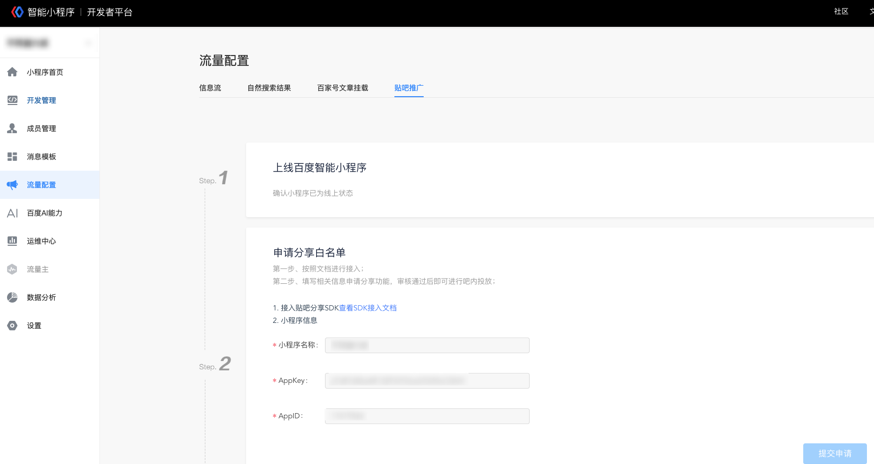 智能小程序 | 开发者平台
社区
小程序首页
开发管理
成员管理
消息模板
流量配置
百度AI能力
运维中心
流量主
数据分析
设置
流量配置
信息流 自然搜索结果 百家号文章挂载 贴吧推广
Step. 1
上线百度智能小程序
确认小程序已为线上状态
申请分享白名单
第一步、按照文档进行接入；
第二步、填写相关信息申请分享功能，审核通过后即可进行吧内投放；
1. 接入贴吧分享SDK查看SDK接入文档
2. 小程序信息
* 小程序名称：
Step. 2
* AppKey：
* AppID：
提交申请